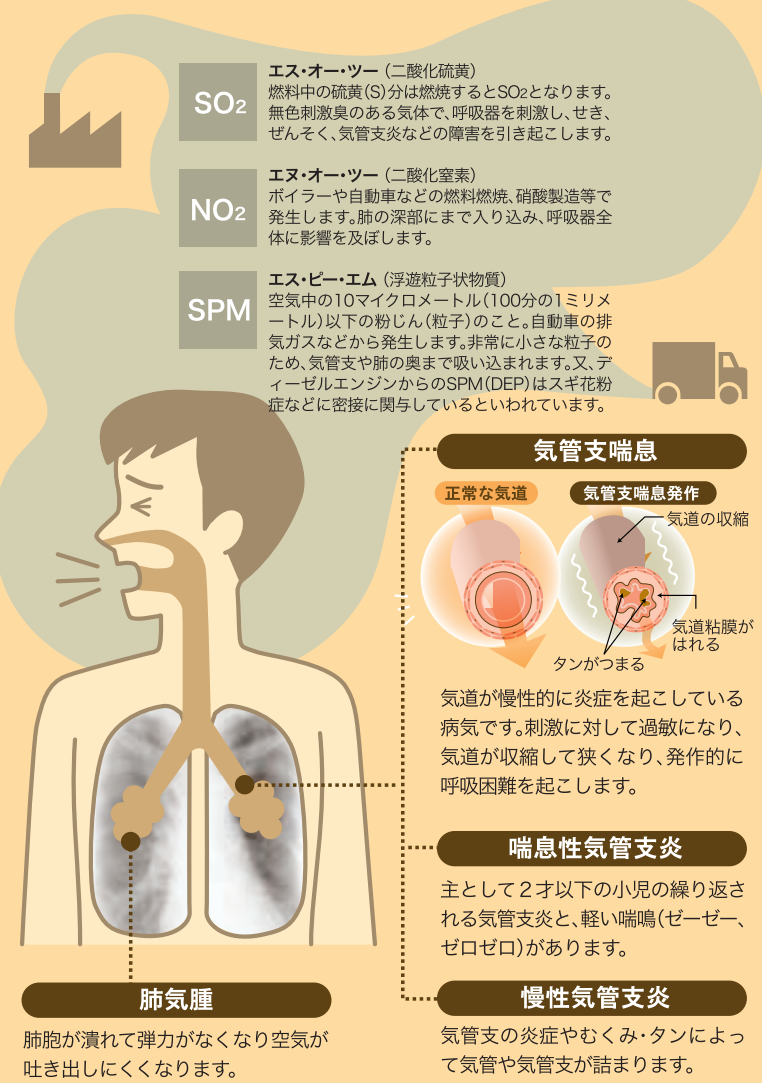 SO2
エス・オー・ツー（二酸化硫黄）
燃料中の硫黄（S）分は燃焼するとSO2となります。
無色刺激臭のある気体で、呼吸器を刺激し、せき、
ぜんそく、気管支炎などの障害を引き起こします。
NO2
エヌ・オー・ツー（二酸化窒素）
ボイラーや自動車などの燃料燃焼、硝酸製造等で
発生します。肺の深部にまで入り込み、呼吸器全
体に影響を及ぼします。
SPM
エス・ピー・エム（浮遊粒子状物質）
空気中の10マイクロメートル（100分の1ミリメ
ートル）以下の粉じん（粒子）のこと。自動車の排
気ガスなどから発生します。非常に小さな粒子の
ため、気管支や肺の奥まで吸い込まれます。又、デ
ィーゼルエンジンからのSPM（DEP）はスギ花粉
症などに密接に関与しているといわれています。
気管支喘息
正常な気道
気管支喘息発作
気道の収縮
気道粘膜が
はれる
タンがつまる
気道が慢性的に炎症を起こしている
病気です。刺激に対して過敏になり、
気道が収縮して狭くなり、発作的に
呼吸困難を起こします。
喘息性気管支炎
主として２才以下の小児の繰り返さ
れる気管支炎と、軽い喘鳴（ゼーゼー、
ゼロゼロ）があります。
慢性気管支炎
気管支の炎症やむくみ・タンによっ
て気管や気管支が詰まります。
肺気腫
肺胞が潰れて弾力がなくなり空気が
吐き出しにくくなります。